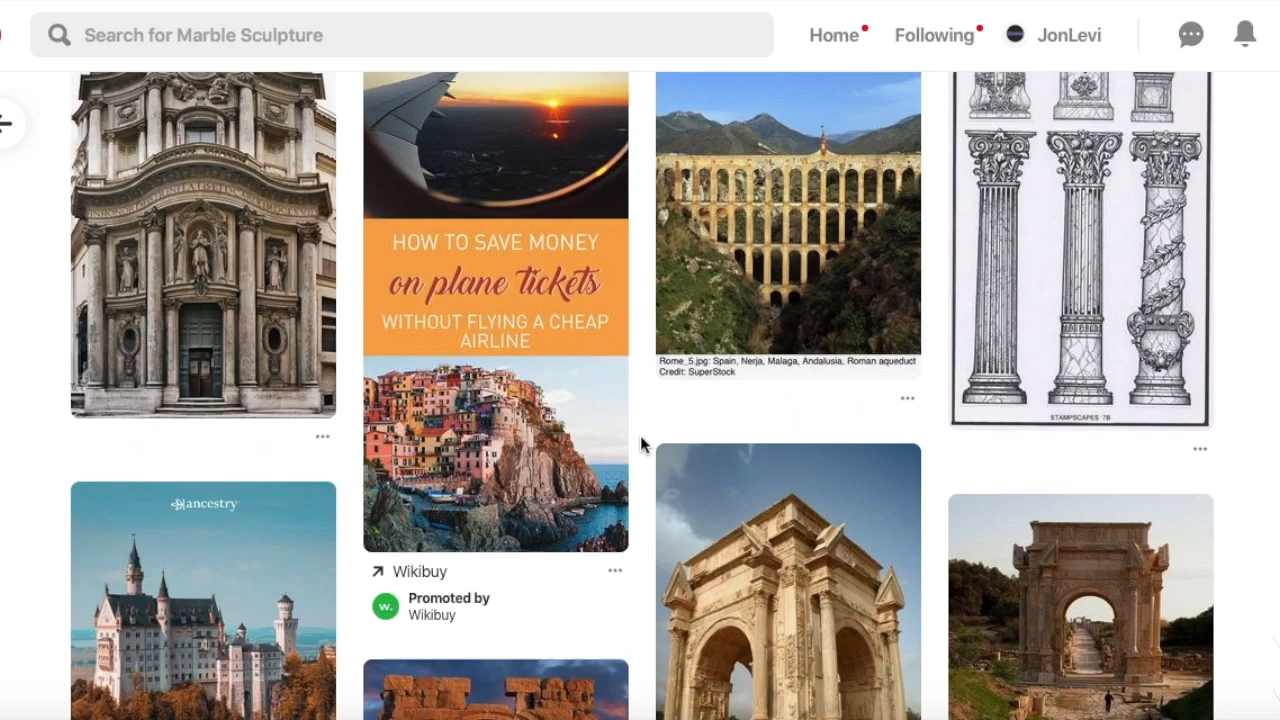 Search for Marble Sculpture
Home
Following
JonLevi
HOW TO SAVE MONEY
on plane tickets
WITHOUT FLYING A CHEAP
AIRLINE
Rome_5.jpg: Spain, Nerja, Malaga, Andalusia, Roman aqueduct
Credit: SuperStock
STAMPSCAPES 7B
ancestry
Wikibuy
w.
Promoted by
Wikibuy